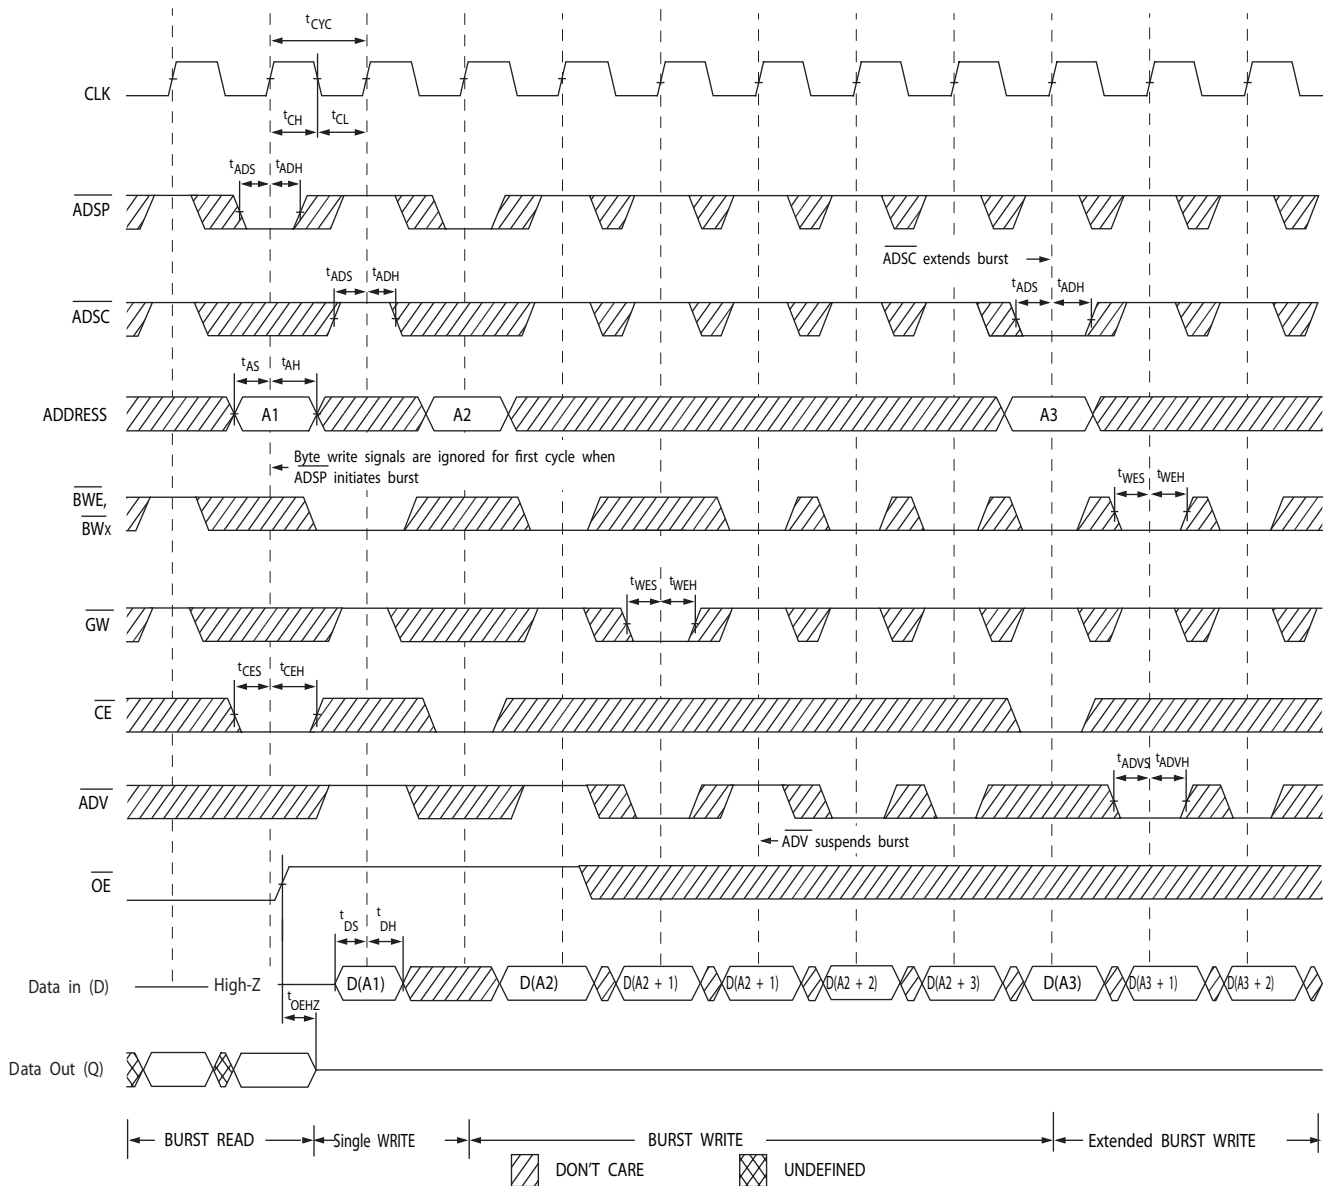 tCYC
CLK
tCH tCL
tADS tADH
ADSP
ADSC extends burst
tADS tADH
tADS tADH
ADSC
tAS tAH
ADDRESS A1 A2 A3
Byte write signals are ignored for first cycle when
ADSP initiates burst
BWE,
BWx
tWES tWEH
tWES tWEH
GW
tCES tCEH
CE
tADVS tADVH
ADV
ADV suspends burst
OE
tDS tDH
Data in (D) High-Z D(A1) D(A2) D(A2 + 1) D(A2 + 1) D(A2 + 2) D(A2 + 3) D(A3) D(A3 + 1) D(A3 + 2)
tOEHZ
Data Out (Q)
BURST READ Single WRITE BURST WRITE Extended BURST WRITE
DON'T CARE UNDEFINED